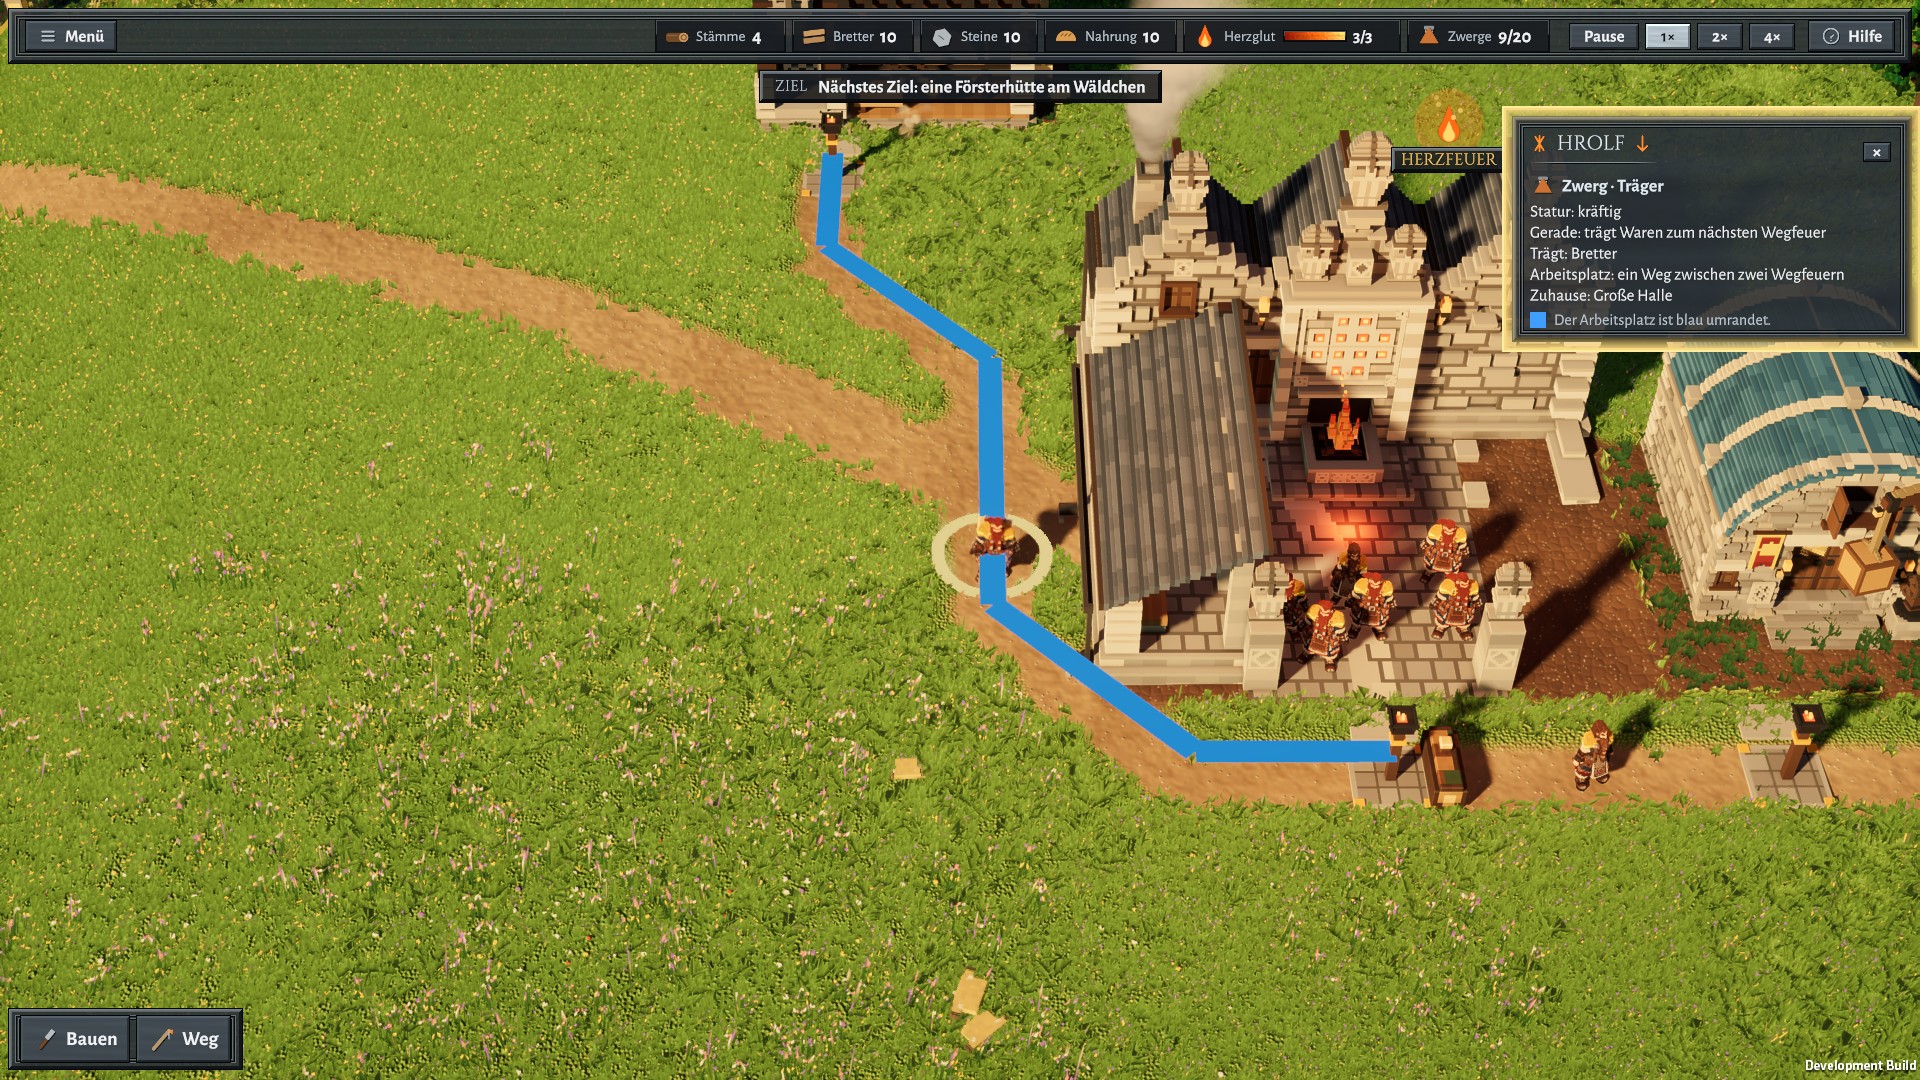 Menü
Stämme 4
Bretter 10
Steine 10
Nahrung 10
Herzglut 3/3
Zwerge 9/20
Pause
1×
2×
4×
Hilfe
ZIEL Nächstes Ziel: eine Försterhütte am Wäldchen
HERZFEUER
HROLF
×
Zwerg · Träger
Statur: kräftig
Gerade: trägt Waren zum nächsten Wegfeuer
Trägt: Bretter
Arbeitsplatz: ein Weg zwischen zwei Wegfeuern
Zuhause: Große Halle
Der Arbeitsplatz ist blau umrandet.
Bauen
Weg
Development Build